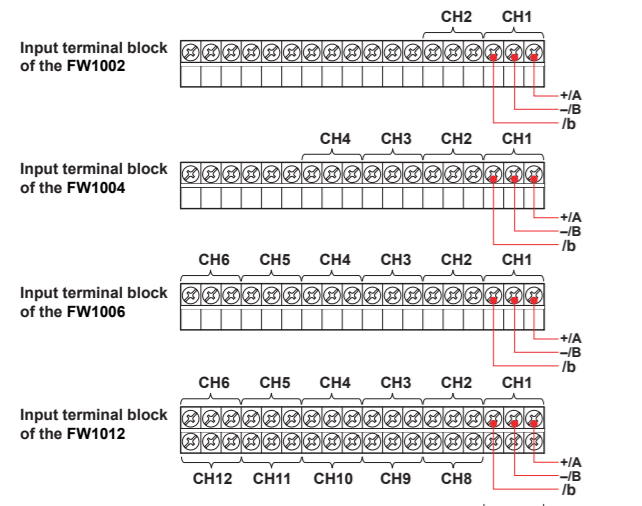 CH2 CH1
Input terminal block
of the FW1002
+/A
–/B
/b
CH4 CH3 CH2 CH1
Input terminal block
of the FW1004
+/A
–/B
/b
CH6 CH5 CH4 CH3 CH2 CH1
Input terminal block
of the FW1006
+/A
–/B
/b
CH6 CH5 CH4 CH3 CH2 CH1
Input terminal block
of the FW1012
+/A
–/B
/b
CH12 CH11 CH10 CH9 CH8